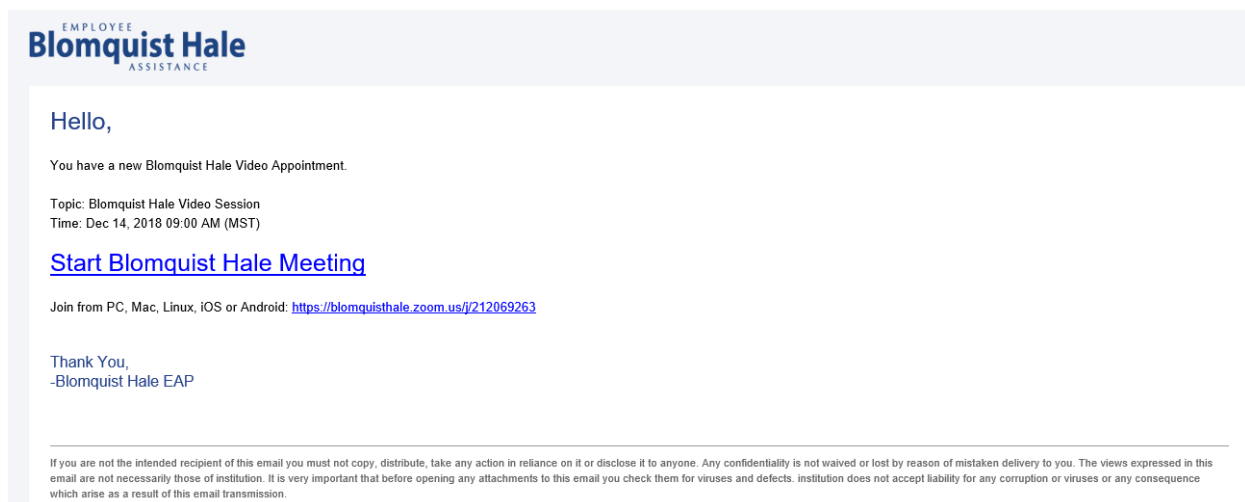 EMPLOYEE
Blomquist Hale
ASSISTANCE
Hello,
You have a new Blomquist Hale Video Appointment.
Topic: Blomquist Hale Video Session
Time: Dec 14, 2018 09:00 AM (MST)
Start Blomquist Hale Meeting
Join from PC, Mac, Linux, iOS or Android: https://blomquisthale.zoom.us/j/212069263
Thank You,
-Blomquist Hale EAP
If you are not the intended recipient of this email you must not copy, distribute, take any action in reliance on it or disclose it to anyone. Any confidentiality is not waived or lost by reason of mistaken delivery to you. The views expressed in this
email are not necessarily those of institution. It is very important that before opening any attachments to this email you check them for viruses and defects. institution does not accept liability for any corruption or viruses or any consequence
which arise as a result of this email transmission.